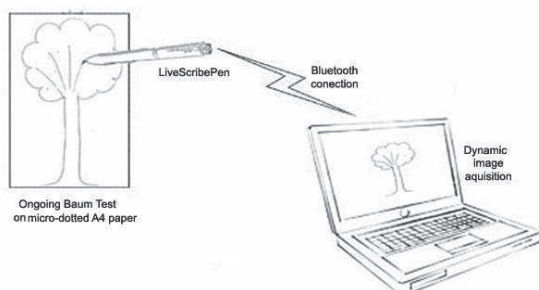 LiveScribePen
Bluetooth
conection
Dynamic
image
aquisition
Ongoing Baum Test
on micro-dotted A4 paper